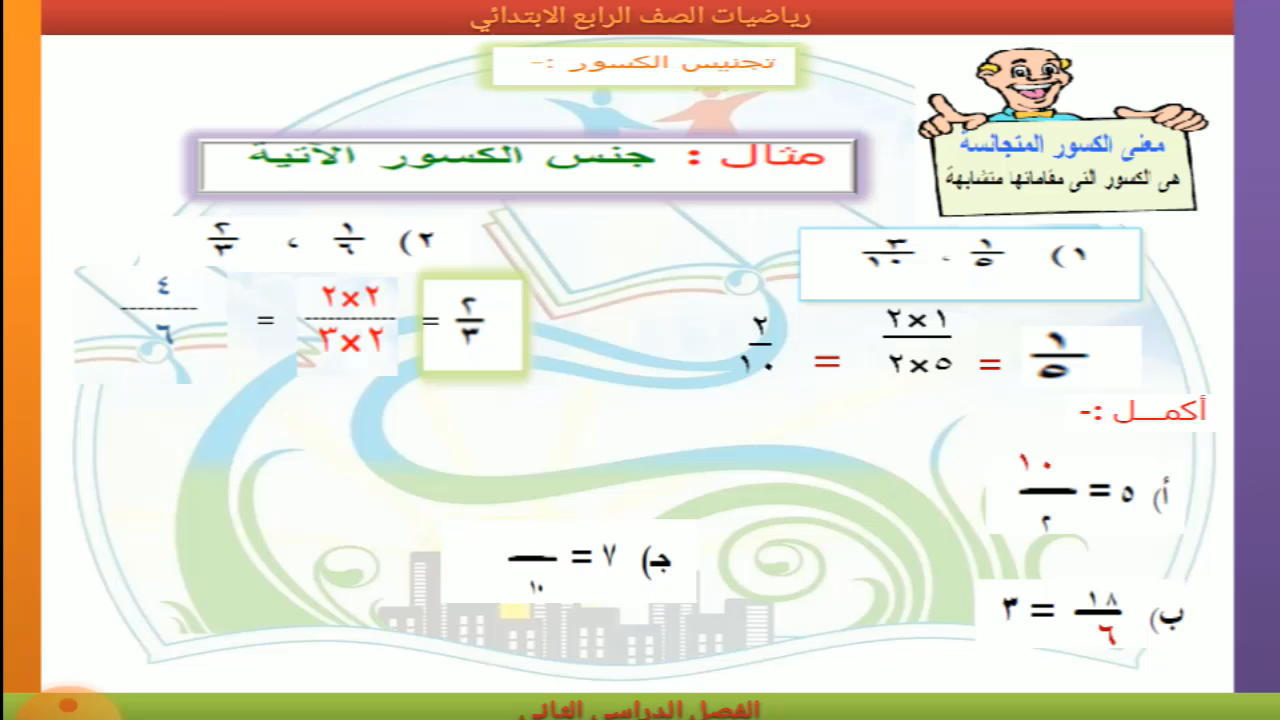 رياضيات الصف الرابع الابتدائي
تجنيس الكسور :-
معنى الكسور المتجانسة
هى الكسور التى مقاماتها متشابهة
مثال : جنس الكسور الآتية
١) ١/٥ ، ٣/١٠
٢) ١/٦ ، ٢/٣
١/٥ = ٢×١/٢×٥ = ٢/١٠
٢/٣ = ٢×٢/٣×٢ = ٤/٦
أكمــل :-
أ) ٥ = ١٠/٢
ب) ١٨/٦ = ٣
جـ) ٧ = —/١٠
الفصل الدراسي الثاني